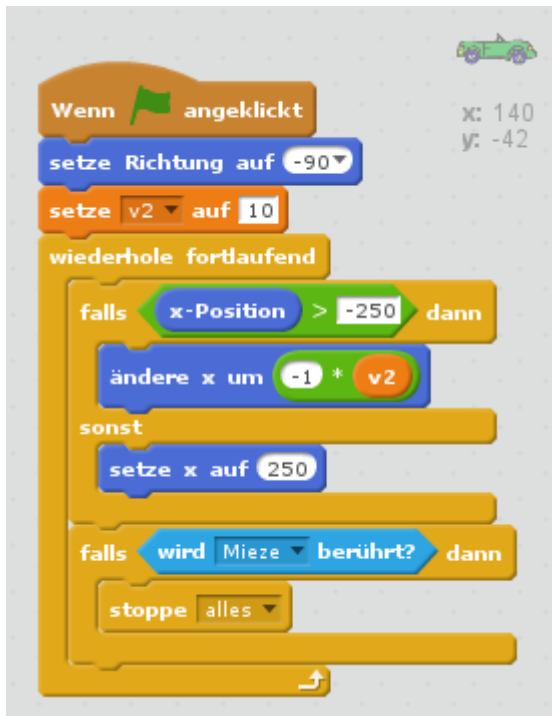 Wenn angeklickt
x: 140
y: -42
setze Richtung auf -90
setze v2 auf 10
wiederhole fortlaufend
falls x-Position > -250 dann
ändere x um -1 * v2
sonst
setze x auf 250
falls wird Mieze berührt? dann
stoppe alles